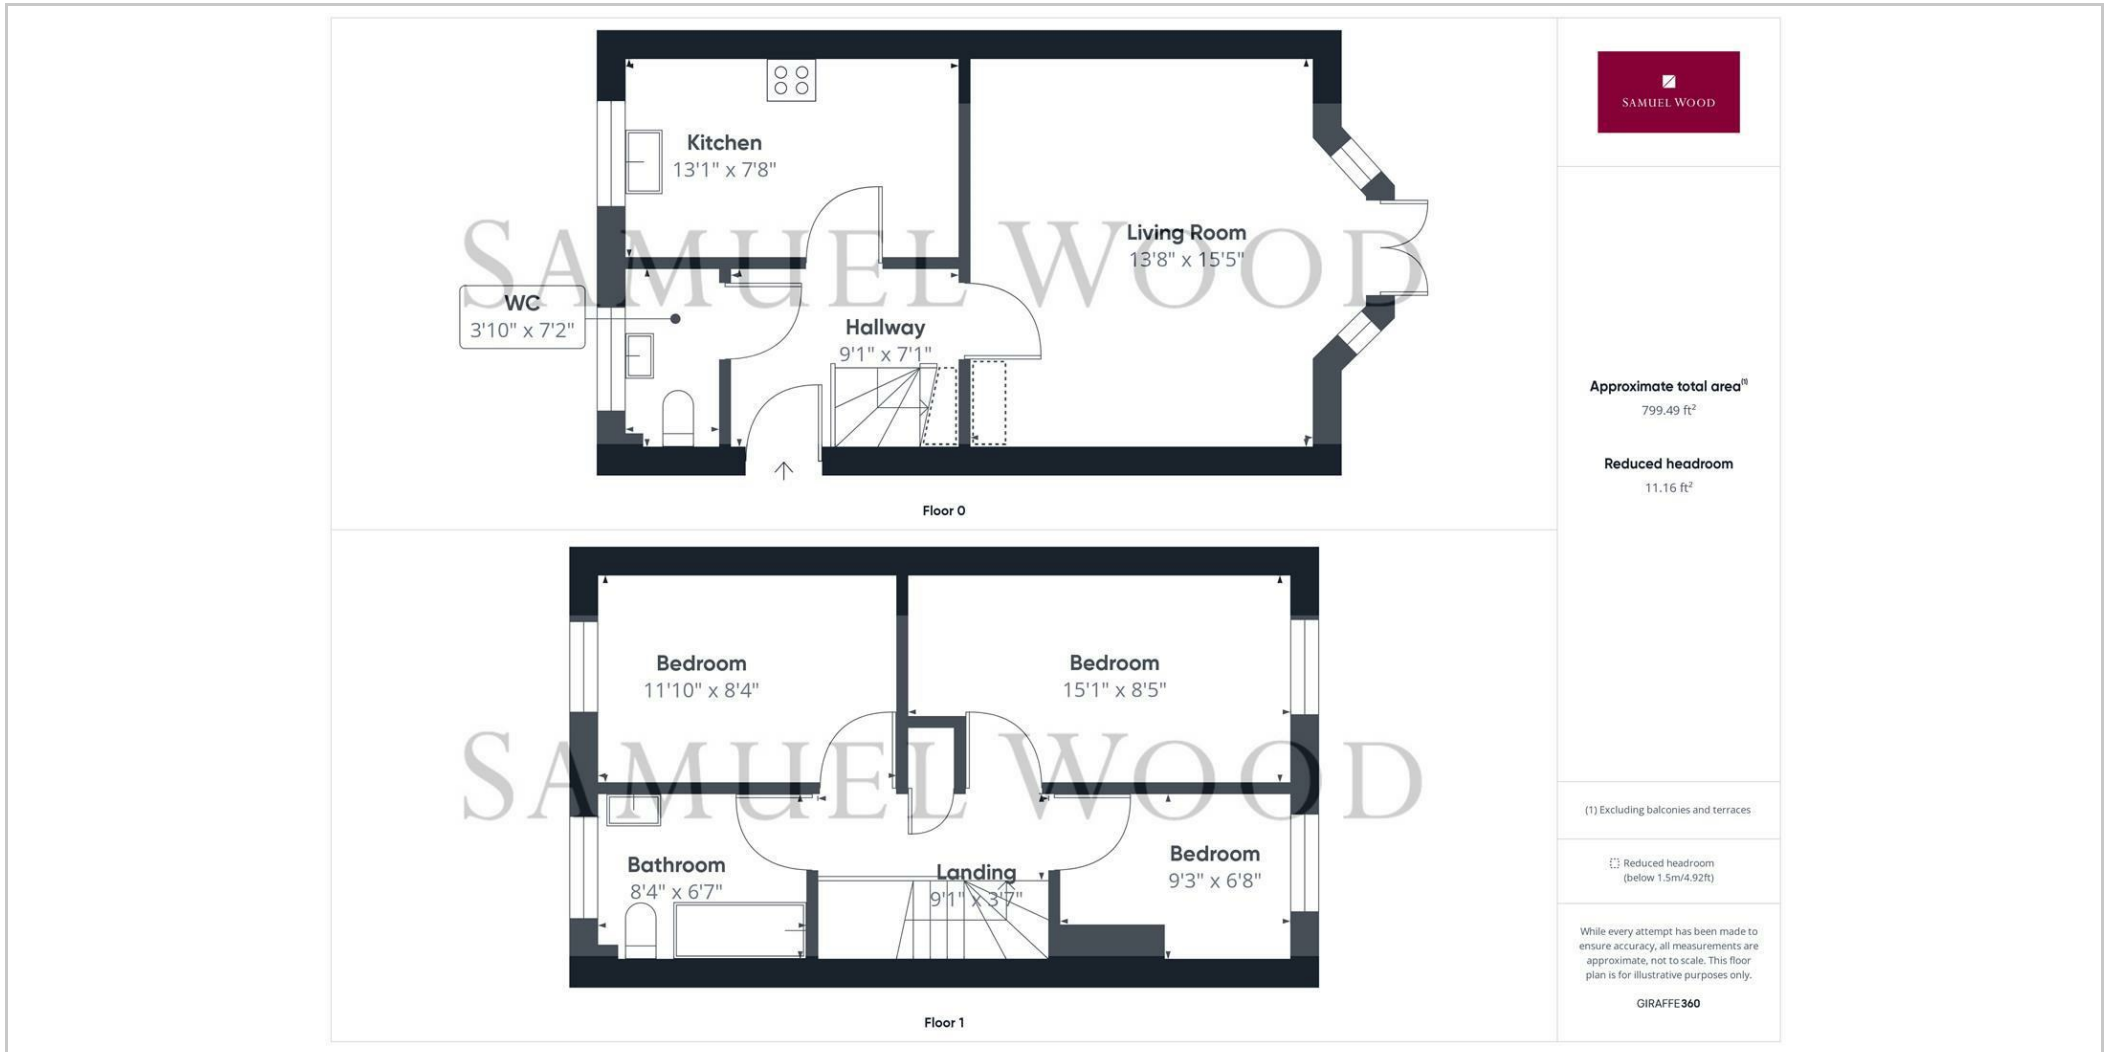 Kitchen
13'1" x 7'8"
Living Room
13'8" x 15'5"
WC
3'10" x 7'2"
Hallway
9'1" x 7'1"
SAMUEL WOOD
Floor 0
Bedroom
11'10" x 8'4"
Bedroom
15'1" x 8'5"
SAMUEL WOOD
Bathroom
8'4" x 6'7"
Landing
9'1" x 3'7"
Bedroom
9'3" x 6'8"
Floor 1
SAMUEL WOOD
Approximate total area(1)
799.49 ft²
Reduced headroom
11.16 ft²
(1) Excluding balconies and terraces
Reduced headroom
(below 1.5m/4.92ft)
While every attempt has been made to
ensure accuracy, all measurements are
approximate, not to scale. This floor
plan is for illustrative purposes only.
GIRAFFE360